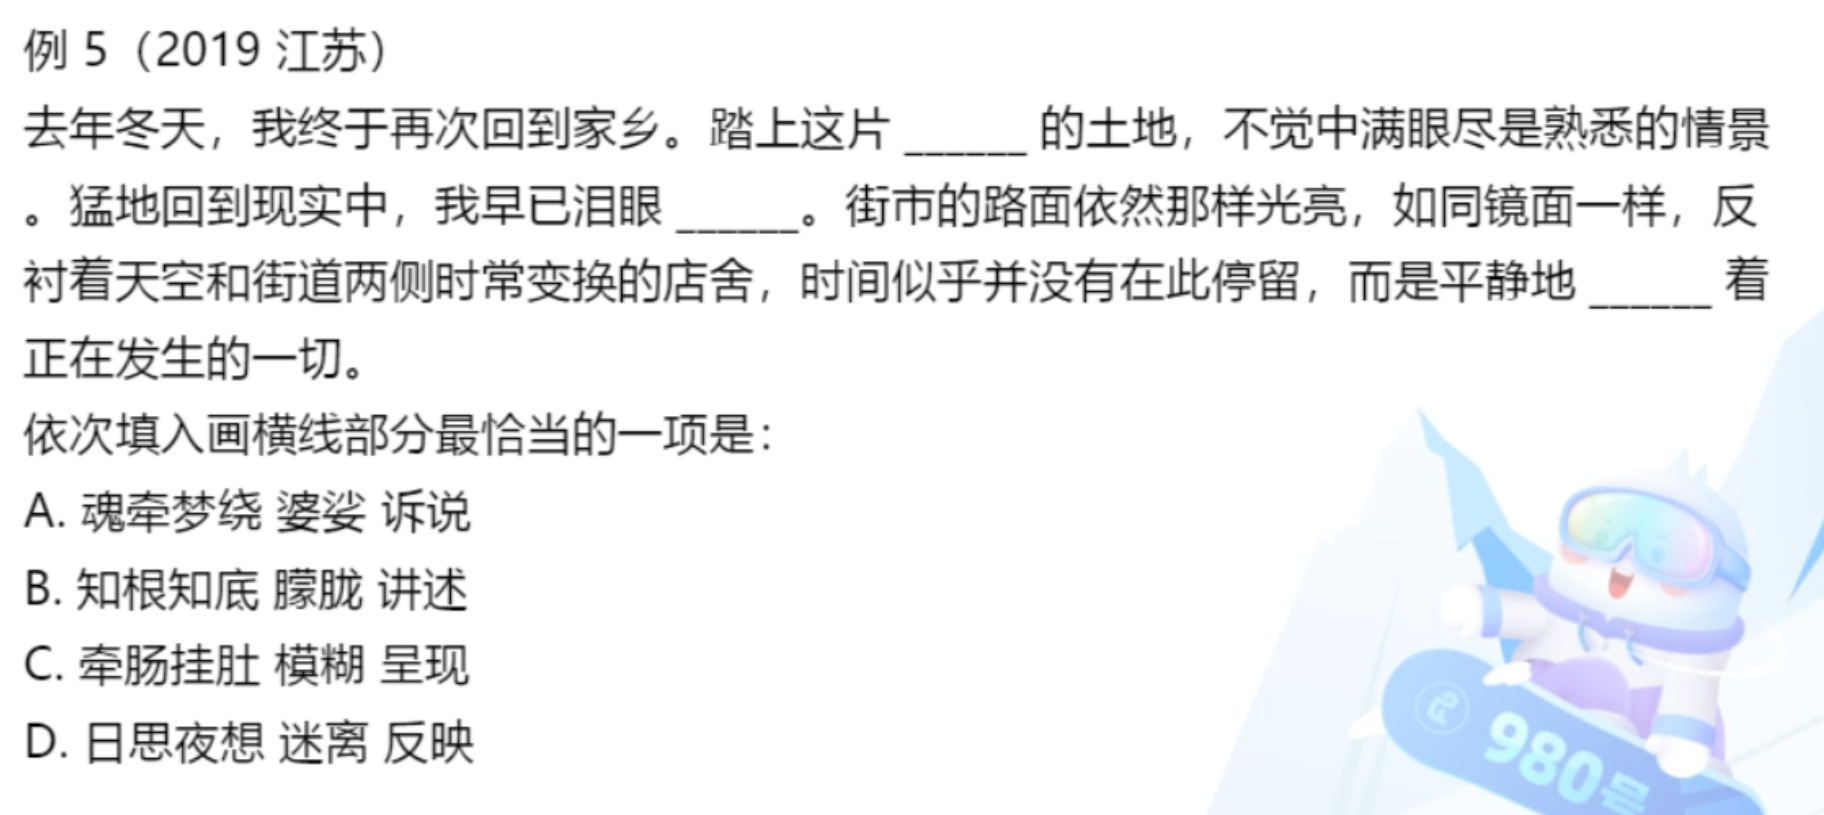 例 5（2019 江苏）
去年冬天，我终于再次回到家乡。踏上这片 ______ 的土地，不觉中满眼尽是熟悉的情景
。猛地回到现实中，我早已泪眼 ______。街市的路面依然那样光亮，如同镜面一样，反
衬着天空和街道两侧时常变换的店舍，时间似乎并没有在此停留，而是平静地 ______ 着
正在发生的一切。
依次填入画横线部分最恰当的一项是：
A. 魂牵梦绕 婆娑 诉说
B. 知根知底 朦胧 讲述
C. 牵肠挂肚 模糊 呈现
D. 日思夜想 迷离 反映
980号